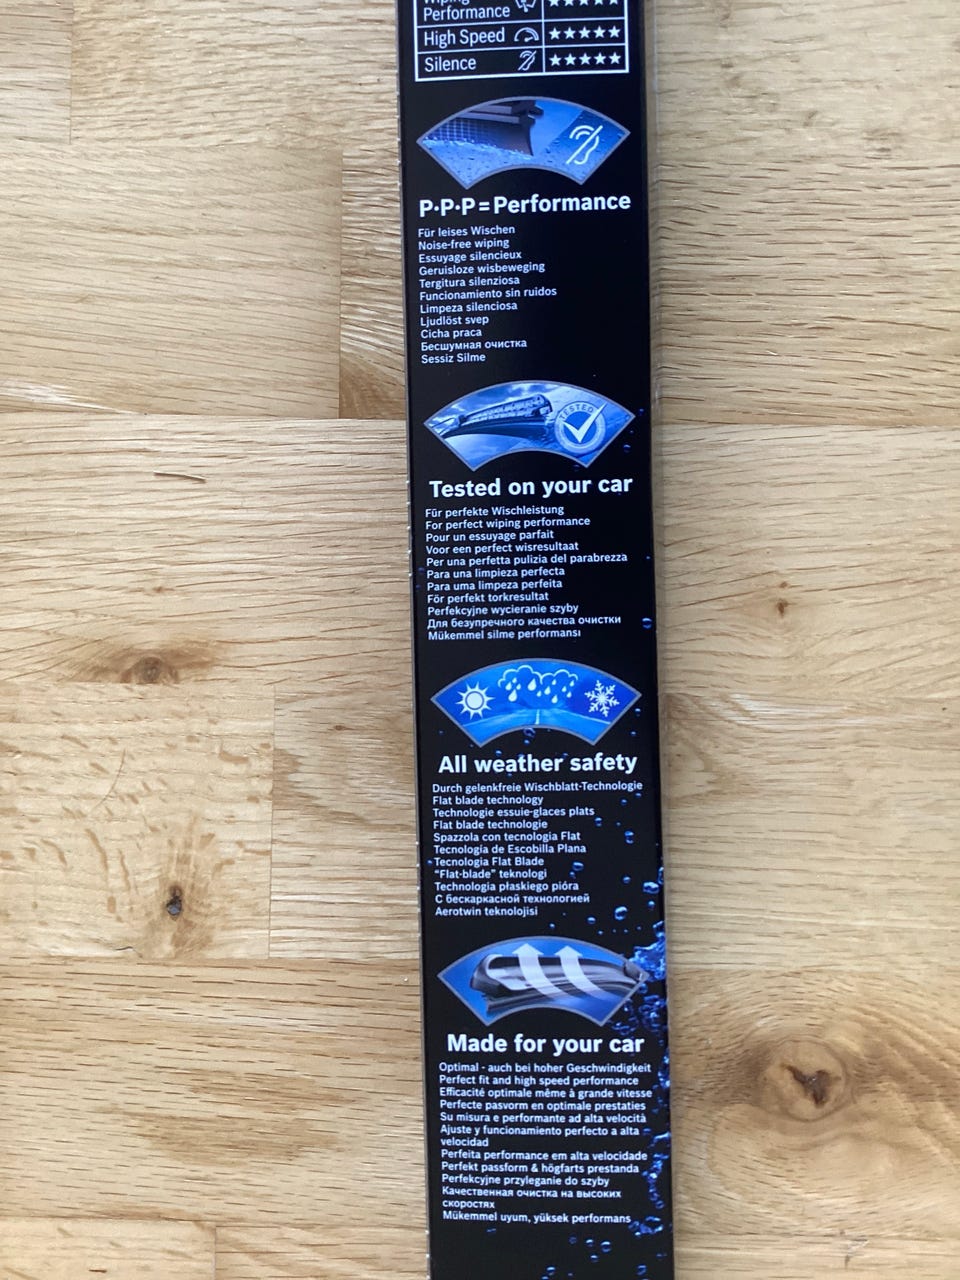 Wiping
Performance ★★★★★
High Speed ★★★★★
Silence ★★★★★
P·P·P = Performance
Für leises Wischen
Noise-free wiping
Essuyage silencieux
Geruisloze wisbeweging
Tergitura silenziosa
Funcionamiento sin ruidos
Limpeza silenciosa
Ljudlöst svep
Cicha praca
Бесшумная очистка
Sessiz Silme
TESTED
Tested on your car
Für perfekte Wischleistung
For perfect wiping performance
Pour un essuyage parfait
Voor een perfect wisresultaat
Per una perfetta pulizia del parabrezza
Para una limpieza perfecta
Para uma limpeza perfeita
För perfekt torkresultat
Perfekcyjne wycieranie szyby
Для безупречного качества очистки
Mükemmel silme performansı
All weather safety
Durch gelenkfreie Wischblatt-Technologie
Flat blade technology
Technologie essuie-glaces plats
Flat blade technologie
Spazzola con tecnologia Flat
Tecnología de Escobilla Plana
Tecnologia Flat Blade
"Flat-blade" teknologi
Technologia płaskiego pióra
С бескаркасной технологией
Aerotwin teknolojisi
Made for your car
Optimal - auch bei hoher Geschwindigkeit
Perfect fit and high speed performance
Efficacité optimale même à grande vitesse
Perfecte pasvorm en optimale prestaties
Su misura e performante ad alta velocità
Ajuste y funcionamiento perfecto a alta
velocidad
Perfeita performance em alta velocidade
Perfekt passform & högfarts prestanda
Perfekcyjne przyleganie do szyby
Качественная очистка на высоких
скоростях
Mükemmel uyum, yüksek performans